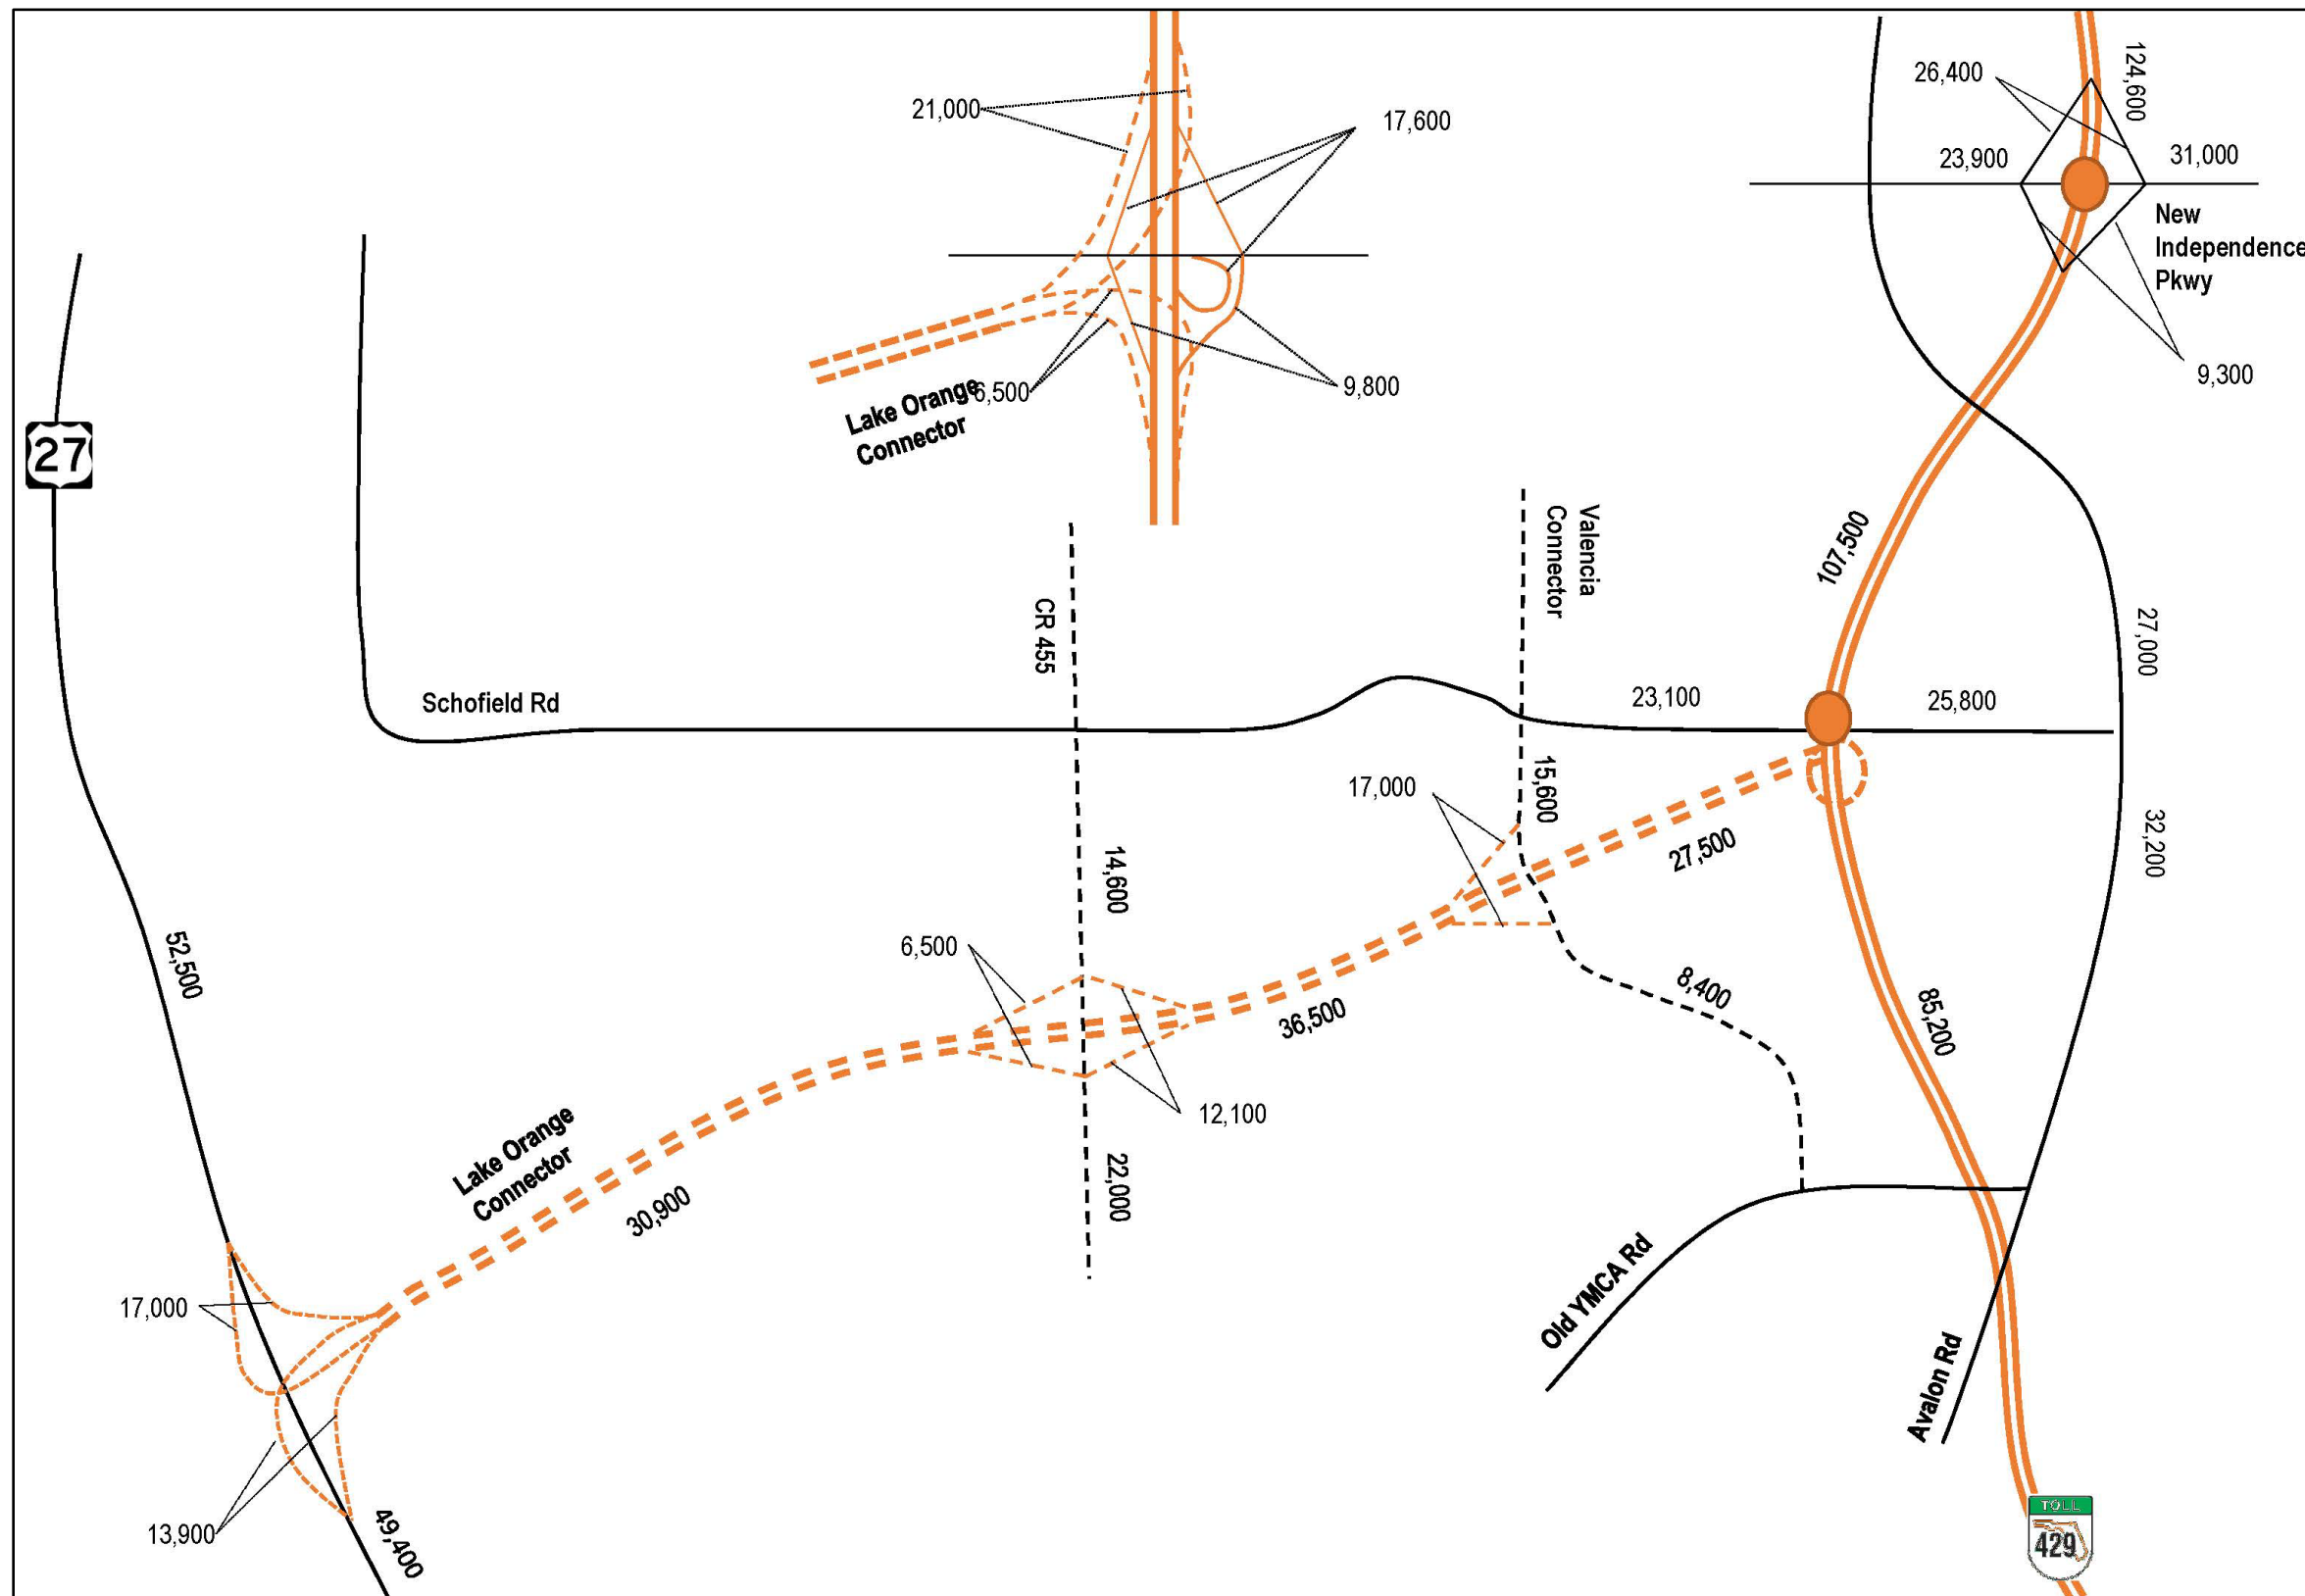 124,600
26,400
21,000
17,600
23,900
31,000
New
Independence
Pkwy
9,300
Lake Orange
Connector
6,500
9,800
27
Valencia
Connector
107,500
CR 455
27,000
Schofield Rd
23,100
25,800
15,600
17,000
27,500
32,200
14,600
52,500
6,500
36,500
8,400
85,200
12,100
Lake Orange
Connector
30,900
22,000
Old YMCA Rd
17,000
Avalon Rd
13,900
49,400
TOLL
429